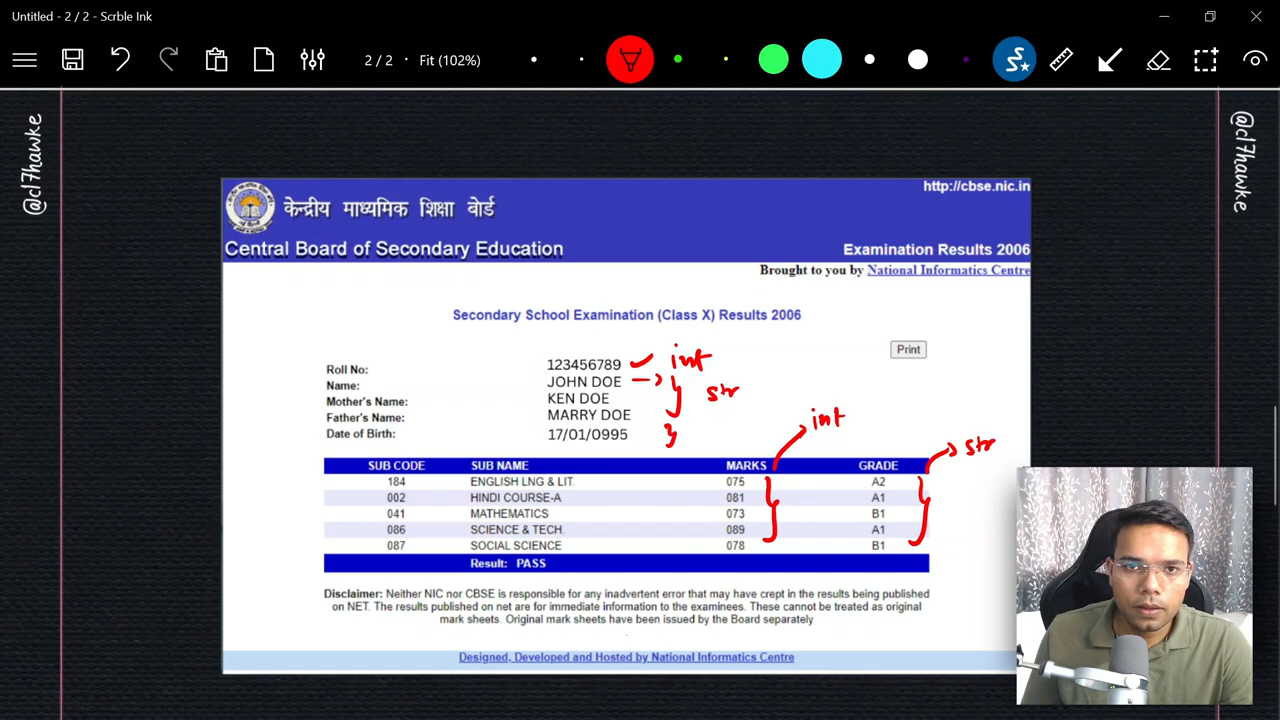 Untitled - 2 / 2 - Scrble Ink
2/2 · Fit (102%)
@cl7hawke
@cl7hawke
http://cbse.nic.in
केन्द्रीय माध्यमिक शिक्षा बोर्ड
Central Board of Secondary Education
Examination Results 2006
Brought to you by National Informatics Centre
Secondary School Examination (Class X) Results 2006
Print
Roll No: 123456789 int
Name: JOHN DOE
Mother's Name: KEN DOE str
Father's Name: MARRY DOE
Date of Birth: 17/01/0995
int
str
SUB CODE SUB NAME MARKS GRADE
184 ENGLISH LNG & LIT. 075 A2
002 HINDI COURSE-A 081 A1
041 MATHEMATICS 073 B1
086 SCIENCE & TECH. 089 A1
087 SOCIAL SCIENCE 078 B1
Result: PASS
Disclaimer: Neither NIC nor CBSE is responsible for any inadvertent error that may have crept in the results being published
on NET. The results published on net are for immediate information to the examinees. These cannot be treated as original
mark sheets. Original mark sheets have been issued by the Board separately
Designed, Developed and Hosted by National Informatics Centre